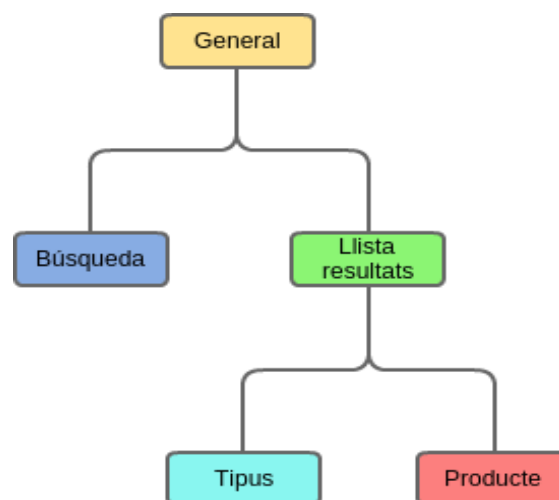 General
Búsqueda
Llista
resultats
Tipus
Producte